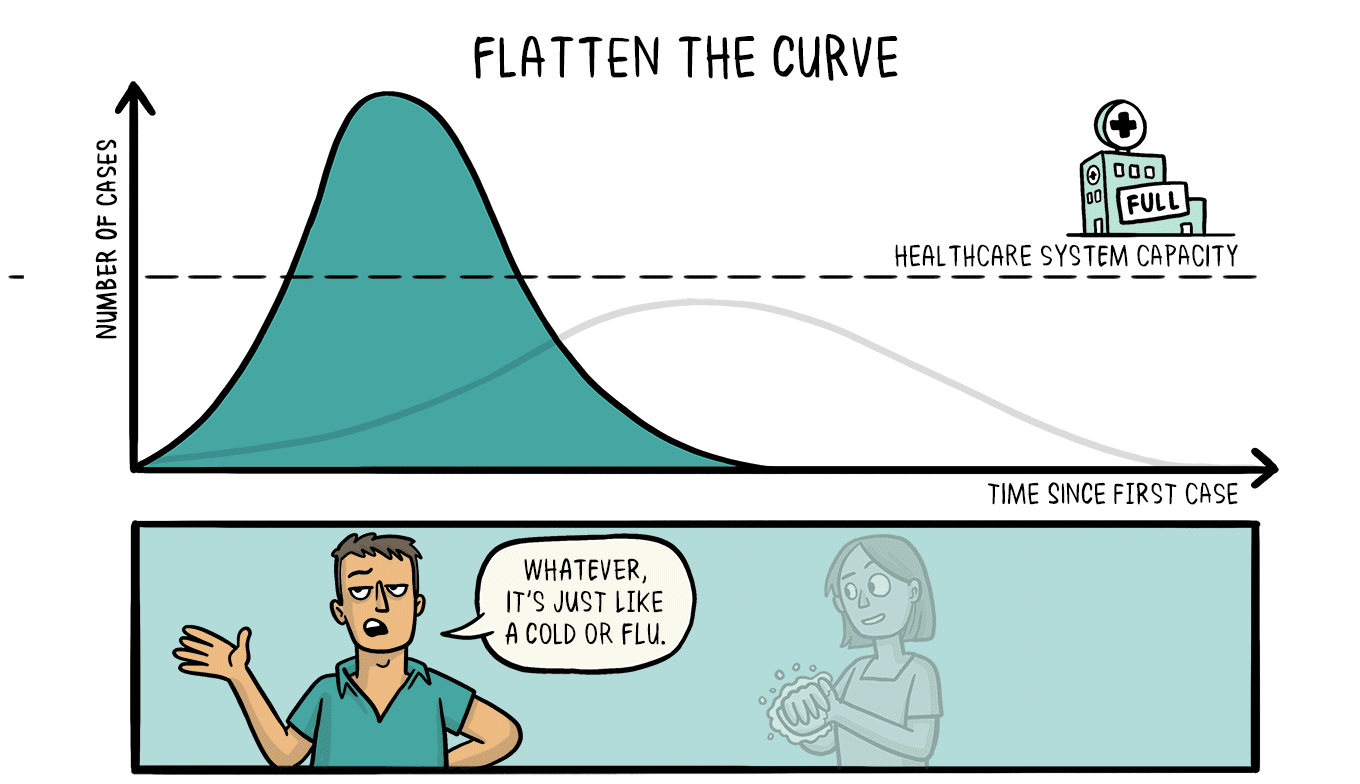 FLATTEN THE CURVE
NUMBER OF CASES
FULL
HEALTHCARE SYSTEM CAPACITY
TIME SINCE FIRST CASE
WHATEVER,
IT'S JUST LIKE
A COLD OR FLU.